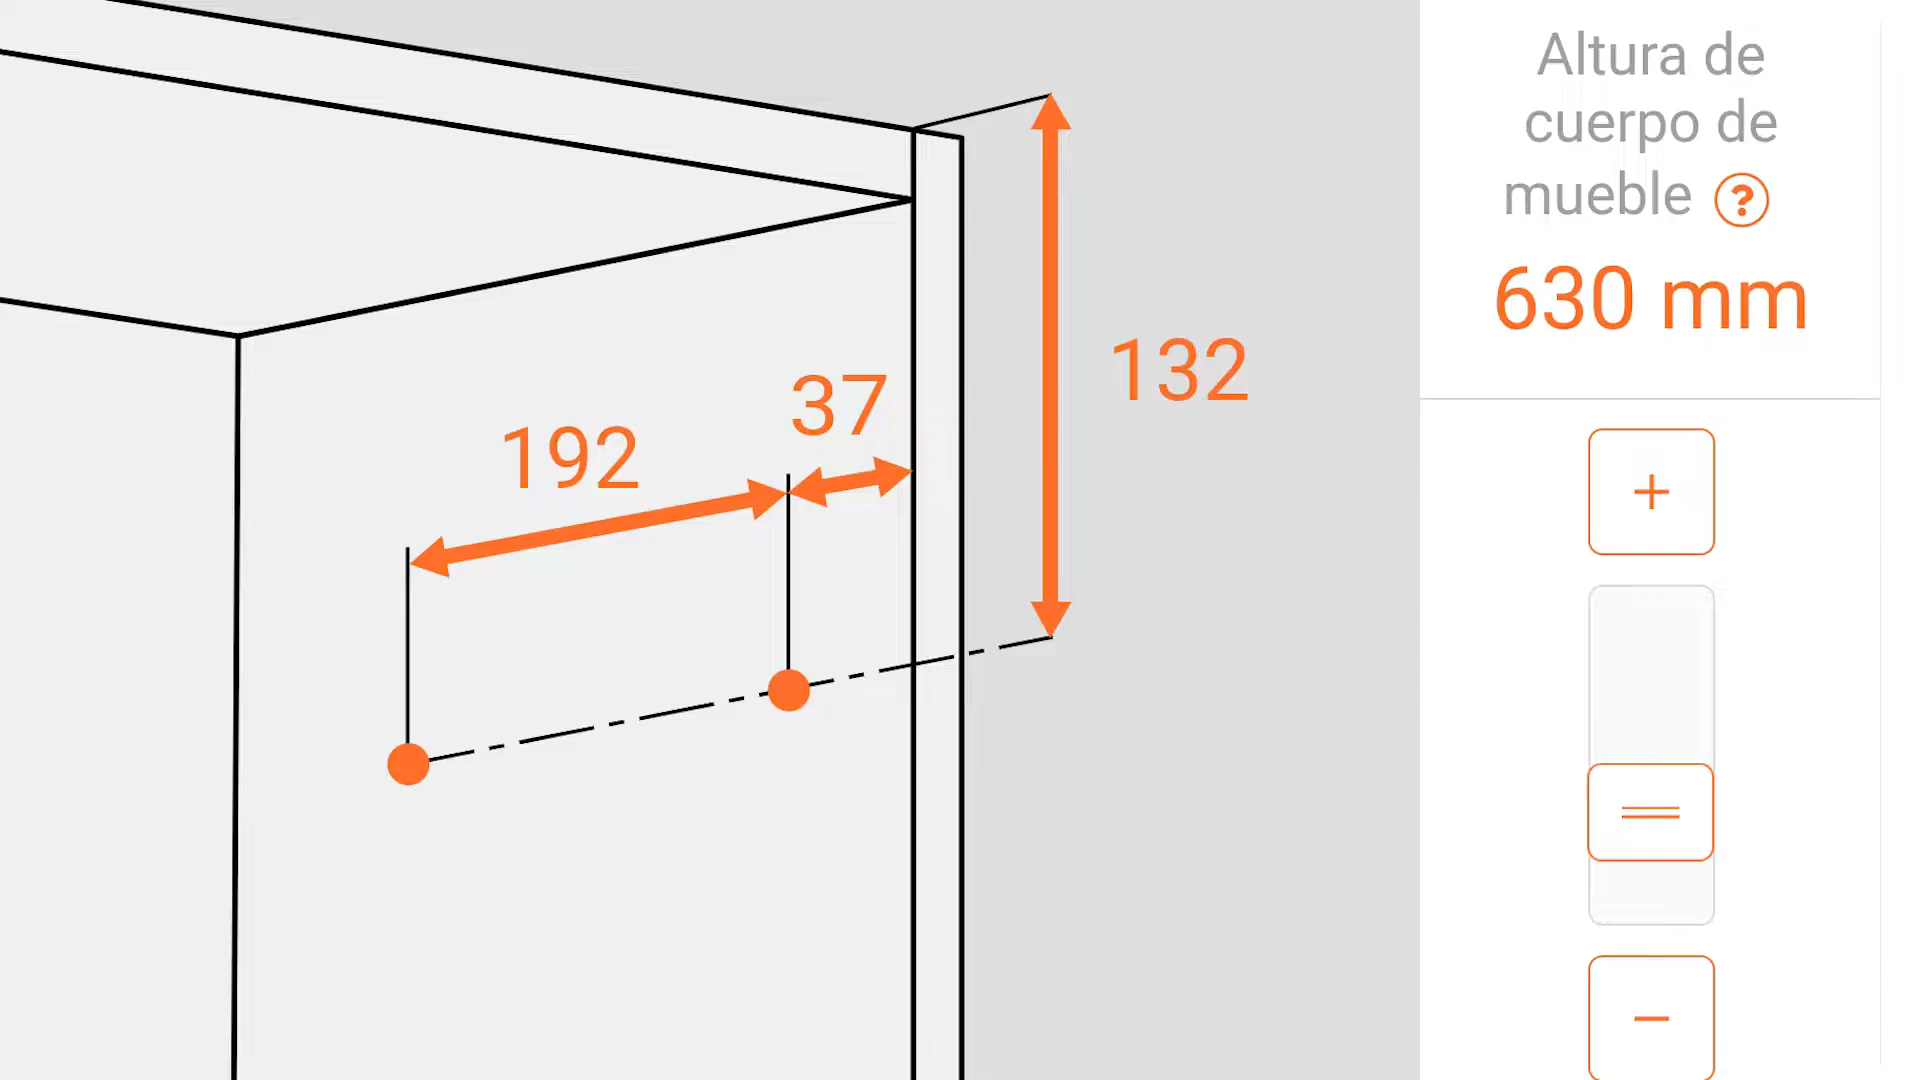 Altura de
cuerpo de
mueble ?
630 mm
132
37
192
+
−